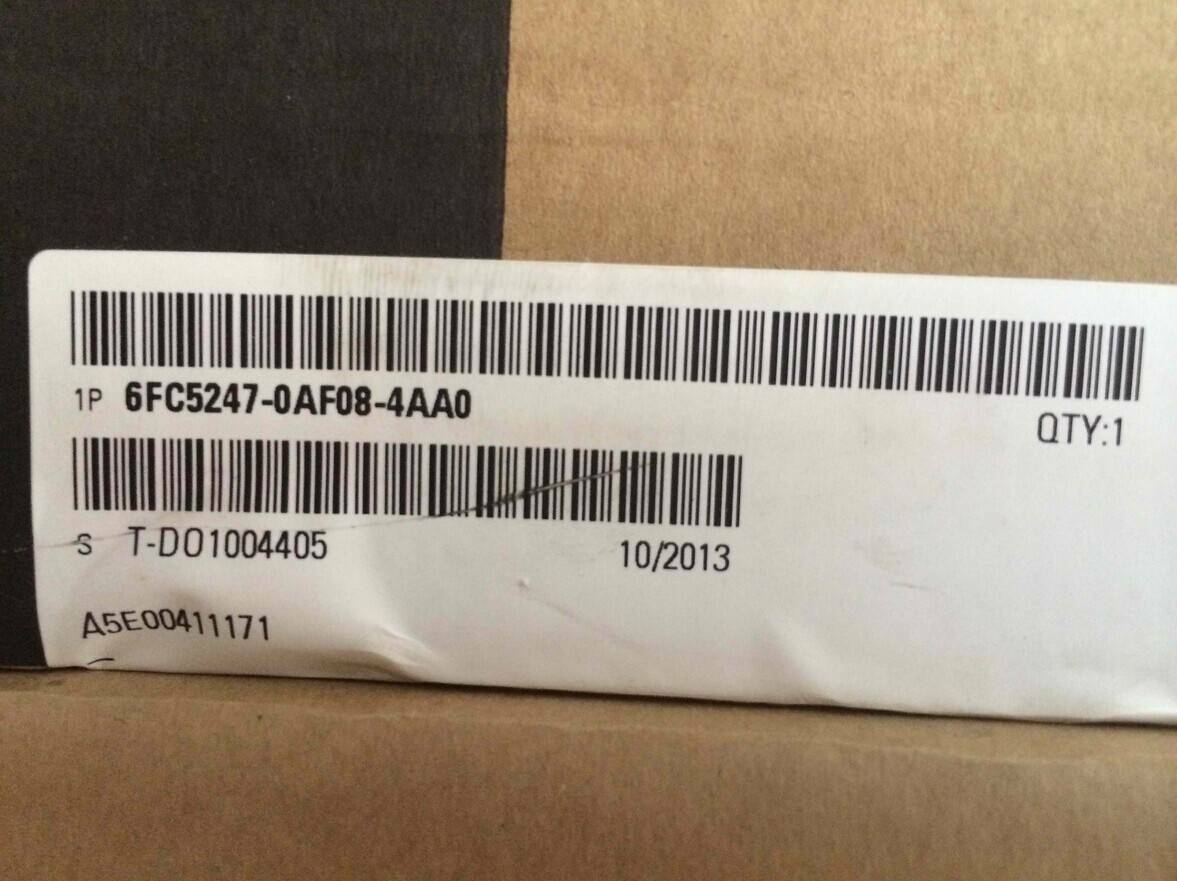 1P 6FC5247-0AF08-4AA0
QTY:1
S T-DO1004405
10/2013
A5E00411171